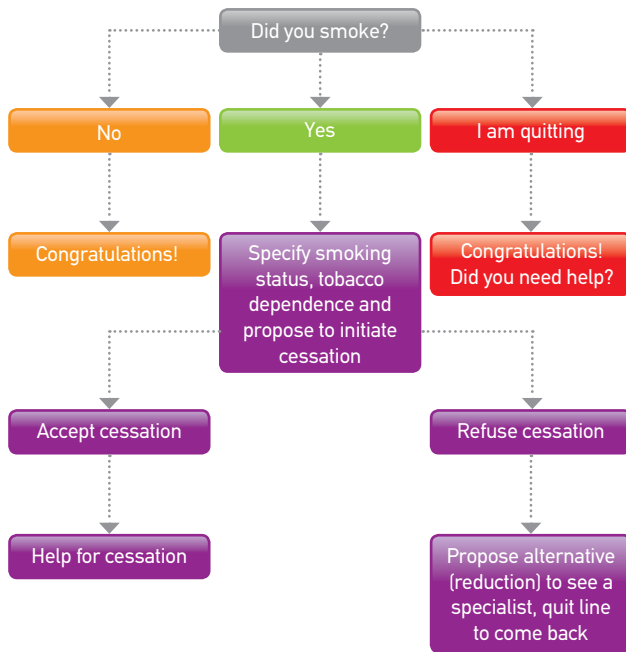 Did you smoke?
No
Yes
I am quitting
Congratulations!
Specify smoking
status, tobacco
dependence and
propose to initiate
cessation
Congratulations!
Did you need help?
Accept cessation
Refuse cessation
Help for cessation
Propose alternative
(reduction) to see a
specialist, quit line
to come back